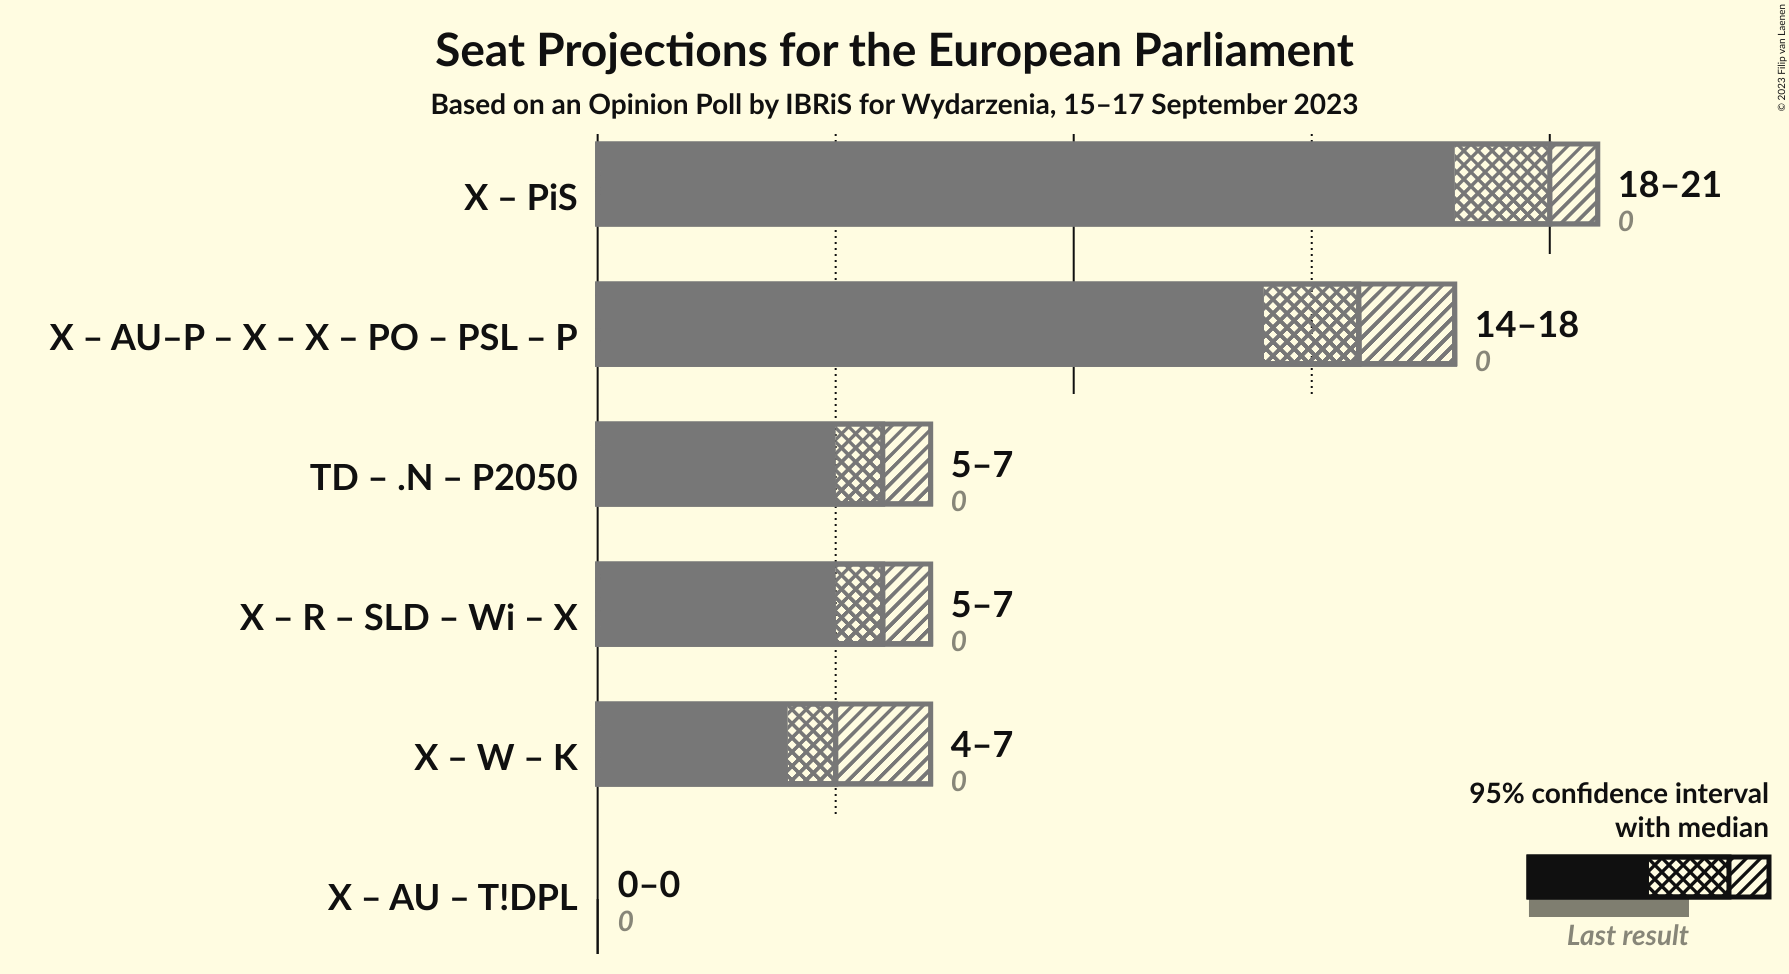 Seat Projections for the European Parliament
Based on an Opinion Poll by IBRiS for Wydarzenia, 15–17 September 2023
© 2023 Filip van Laenen
X – PiS
18–21
0
X – AU–P – X – X – PO – PSL – P
14–18
0
TD – .N – P2050
5–7
0
X – R – SLD – Wi – X
5–7
0
X – W – K
4–7
0
X – AU – T!DPL
0–0
0
95% confidence interval
with median
Last result